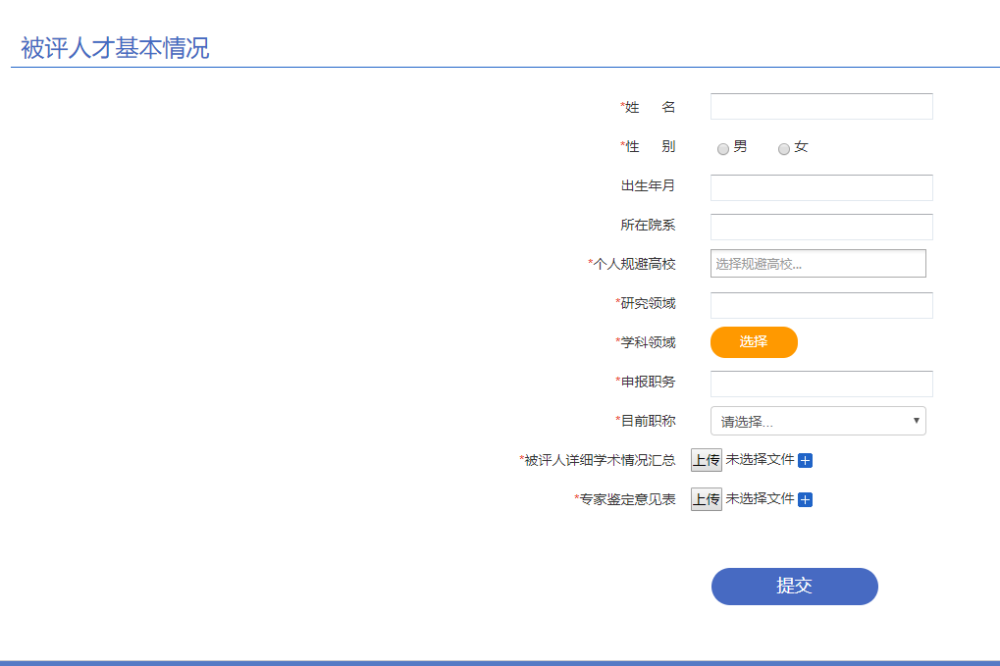 被评人才基本情况
*姓 名
*性 别 男 女
出生年月
所在院系
*个人规避高校 选择规避高校...
*研究领域
*学科领域 选择
*申报职务
*目前职称 请选择...
*被评人详细学术情况汇总 上传 未选择文件
*专家鉴定意见表 上传 未选择文件
提交